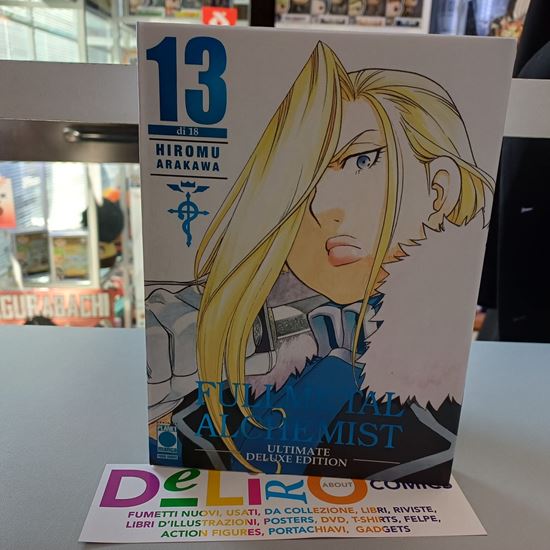 13
di 18
HIROMU
ARAKAWA
FULLMETAL
ALCHEMIST
ULTIMATE
DELUXE EDITION
PLANET
manga
GURABACHI
DeLiRO
ABOUT
COMICS
FUMETTI NUOVI, USATI, DA COLLEZIONE, LIBRI, RIVISTE,
LIBRI D'ILLUSTRAZIONI, POSTERS, DVD, T-SHIRTS, FELPE,
ACTION FIGURES, PORTACHIAVI, GADGETS